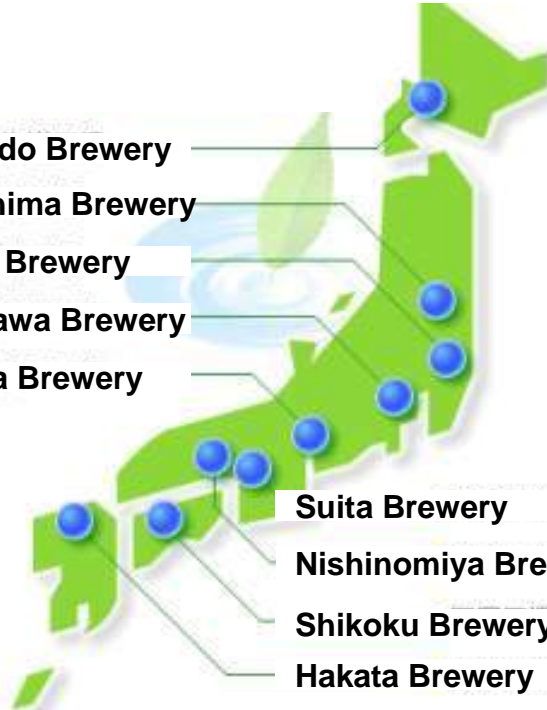 do Brewery
hima Brewery
Brewery
awa Brewery
a Brewery
Suita Brewery
Nishinomiya Bre
Shikoku Brewery
Hakata Brewery